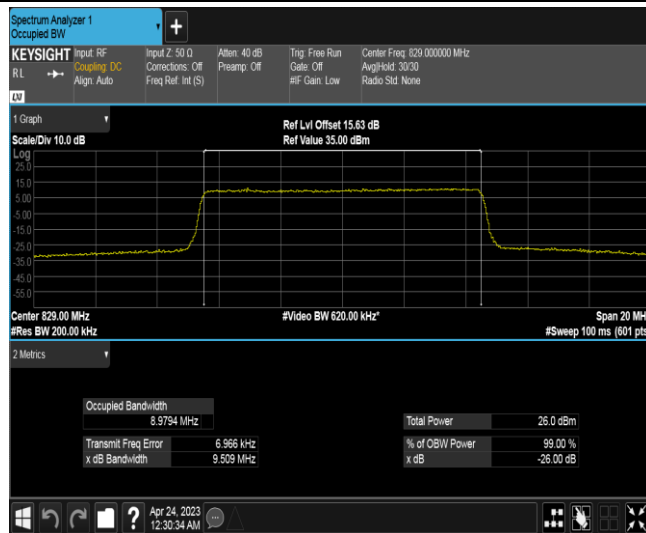 Spectrum Analyzer 1
Occupied BW
KEYSIGHT Input: RF Input Z: 50 Ω Atten: 40 dB Trig: Free Run Center Freq: 829.000000 MHz
RL Coupling: DC Corrections: Off Preamp: Off Gate: Off Avg|Hold: 30/30
Align: Auto Freq Ref: Int (S) #IF Gain: Low Radio Std: None
LXI
1 Graph
Ref Lvl Offset 15.63 dB
Scale/Div 10.0 dB Ref Value 35.00 dBm
Log
25.0
15.0
5.00
-5.00
-15.0
-25.0
-35.0
-45.0
-55.0
Center 829.00 MHz #Video BW 620.00 kHz* Span 20 MH
#Res BW 200.00 kHz #Sweep 100 ms (601 pts
2 Metrics
Occupied Bandwidth
8.9794 MHz Total Power 26.0 dBm
Transmit Freq Error 6.966 kHz % of OBW Power 99.00 %
x dB Bandwidth 9.509 MHz x dB -26.00 dB
? Apr 24, 2023
12:30:34 AM